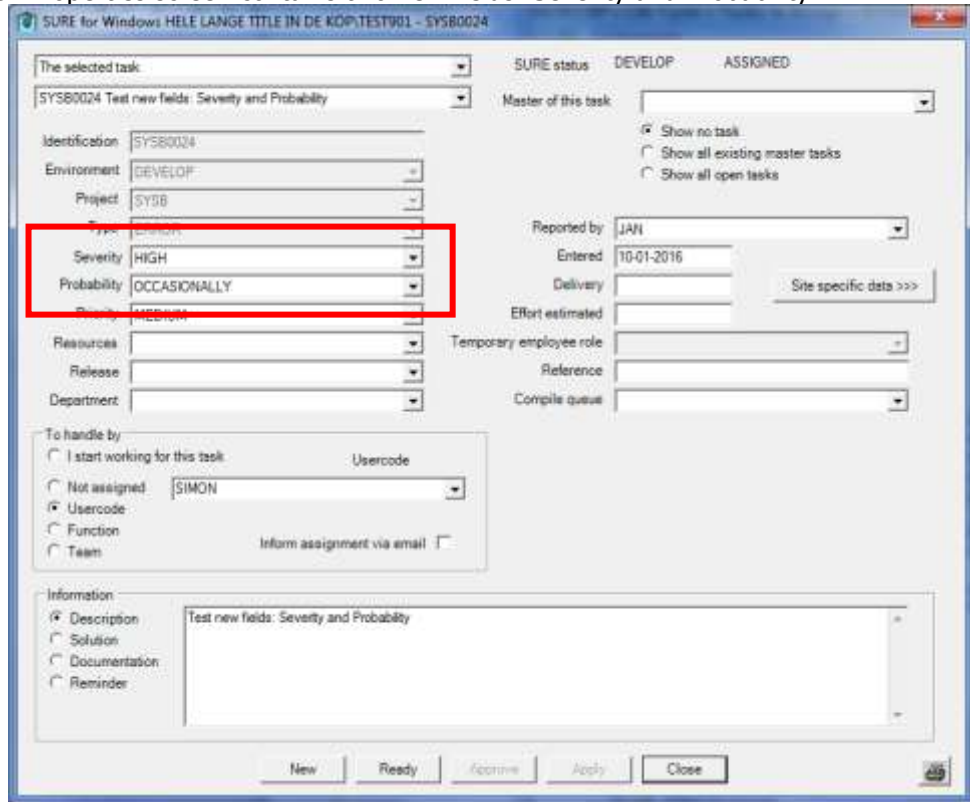 SURE for Windows HELE LANGE TITLE IN DE KOP\TEST901 - SYSB0024
The selected task
SURE status DEVELOP ASSIGNED
SYSB0024 Test new fields: Severity and Probability
Master of this task
Show no task
Show all existing master tasks
Show all open tasks
Identification SYSB0024
Environment DEVELOP
Project SYSB
Type ERROR
Reported by JAN
Severity HIGH
Entered 10-01-2016
Probability OCCASIONALLY
Delivery
Site specific data >>>
Priority MEDIUM
Effort estimated
Resources
Temporary employee role
Release
Reference
Department
Compile queue
To handle by
I start working for this task
Usercode
Not assigned SIMON
Usercode
Function
Team
Inform assignment via email
Information
Description
Solution
Documentation
Reminder
Test new fields: Severity and Probability
New Ready Approve Apply Close